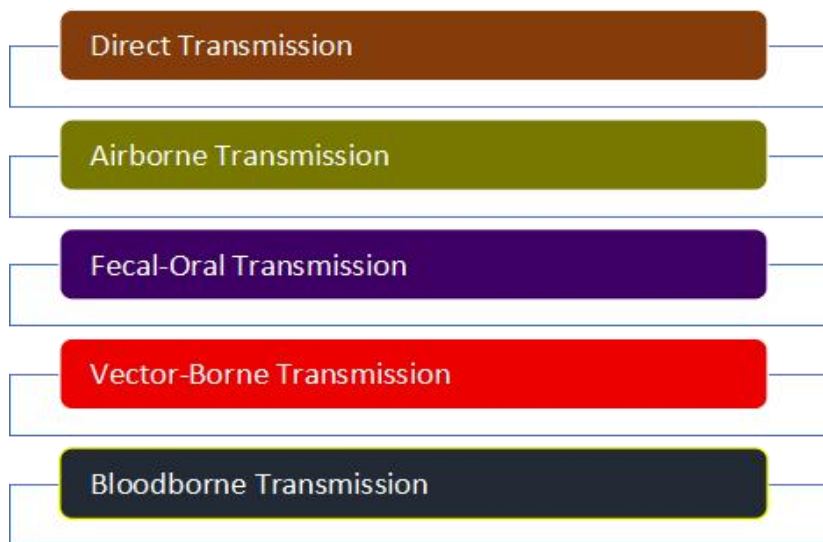 Direct Transmission
Airborne Transmission
Fecal-Oral Transmission
Vector-Borne Transmission
Bloodborne Transmission